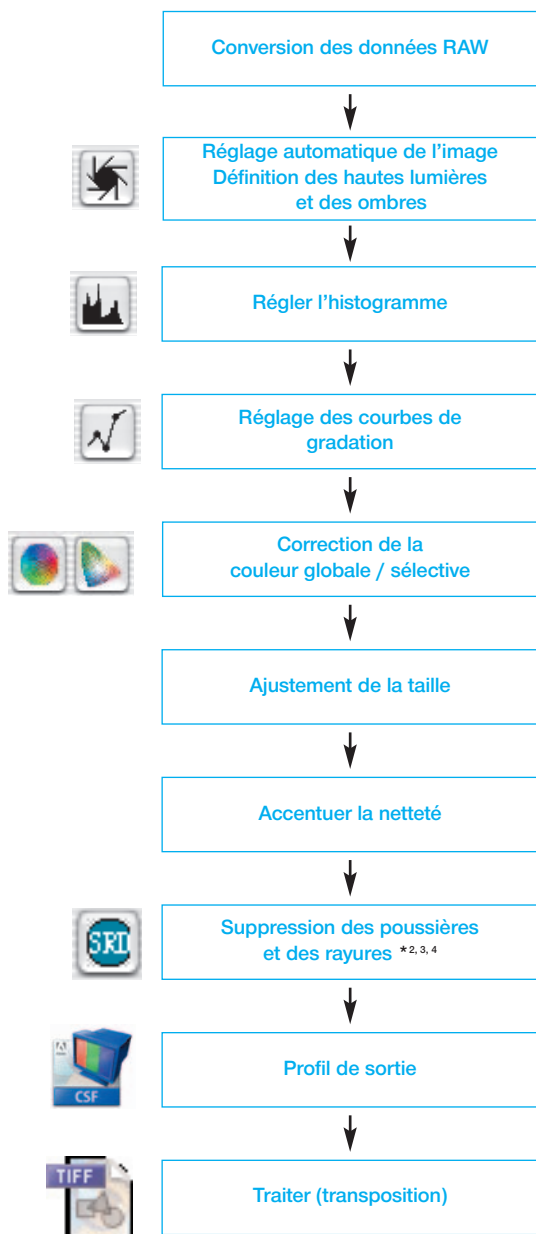 Conversion des données RAW
Réglage automatique de l’image
Définition des hautes lumières
et des ombres
Régler l’histogramme
Réglage des courbes de
gradation
Correction de la
couleur globale / sélective
Ajustement de la taille
Accentuer la netteté
SRD
Suppression des poussières
et des rayures *2, 3, 4
CSF
Profil de sortie
TIFF
Traiter (transposition)